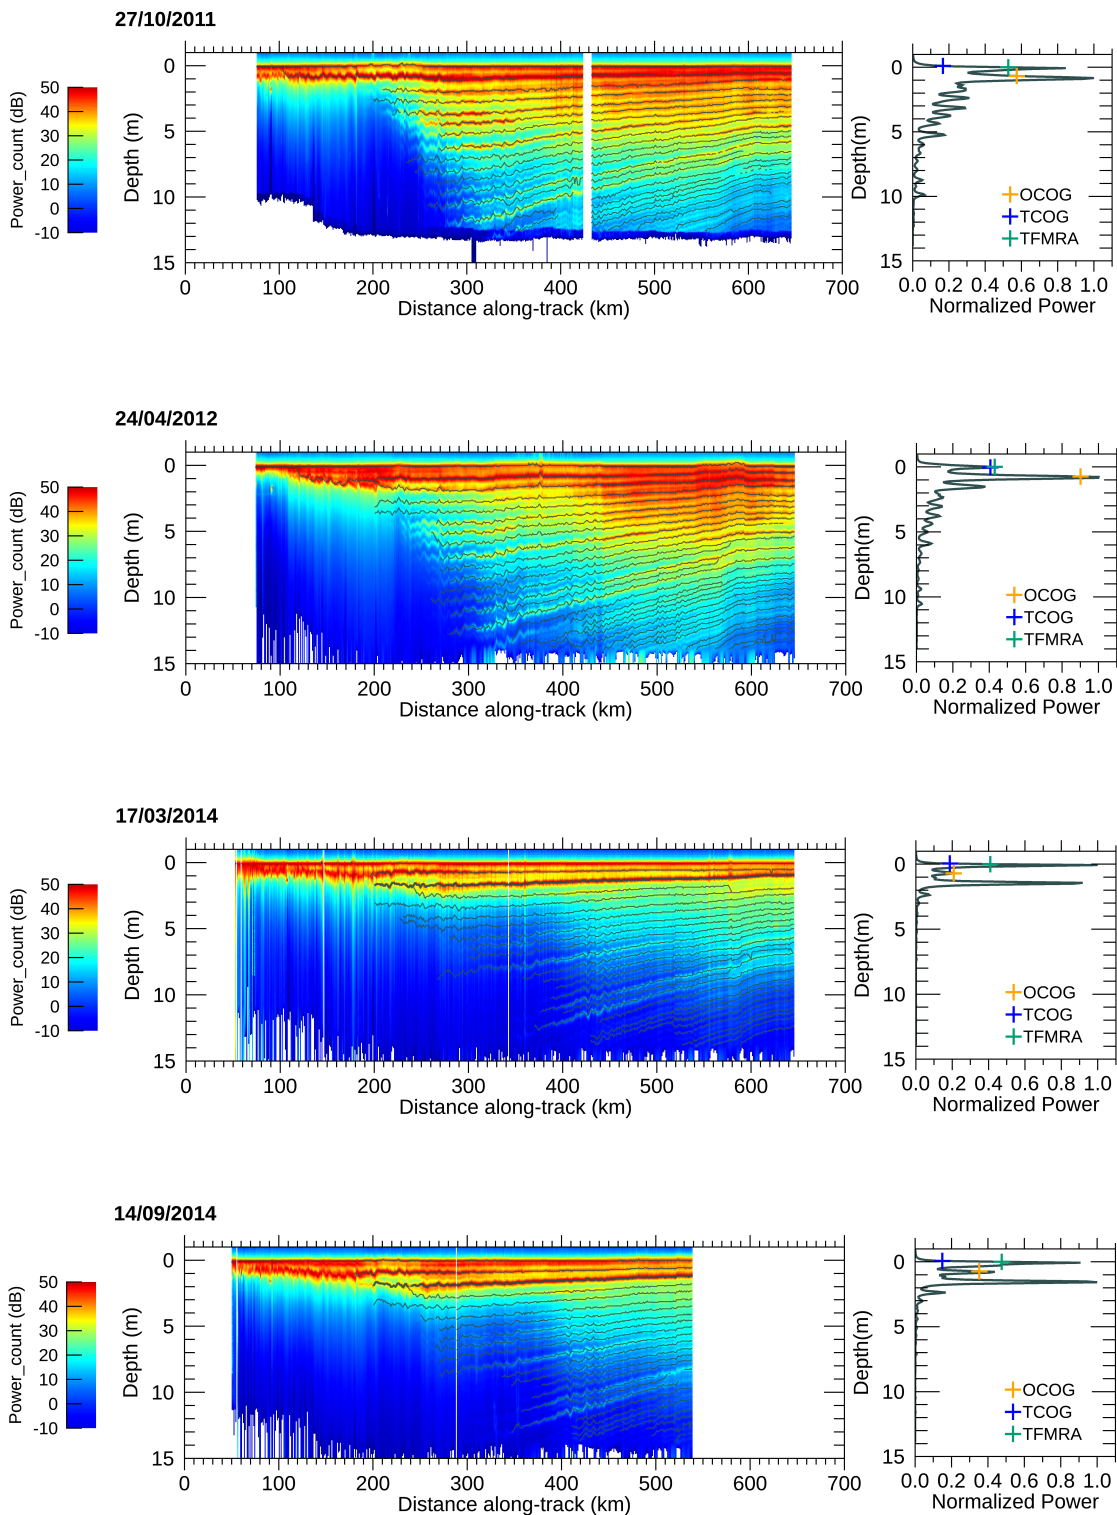 27/10/2011
Power_count (dB)
50
40
30
20
10
0
-10
Depth (m)
0
5
10
15
0 100 200 300 400 500 600 700
Distance along-track (km)
Depth(m)
0
5
10
15
OCOG
TCOG
TFMRA
0.0 0.2 0.4 0.6 0.8 1.0
Normalized Power
24/04/2012
Power_count (dB)
50
40
30
20
10
0
-10
Depth (m)
0
5
10
15
0 100 200 300 400 500 600 700
Distance along-track (km)
Depth(m)
0
5
10
15
OCOG
TCOG
TFMRA
0.0 0.2 0.4 0.6 0.8 1.0
Normalized Power
17/03/2014
Power_count (dB)
50
40
30
20
10
0
-10
Depth (m)
0
5
10
15
0 100 200 300 400 500 600 700
Distance along-track (km)
Depth(m)
0
5
10
15
OCOG
TCOG
TFMRA
0.0 0.2 0.4 0.6 0.8 1.0
Normalized Power
14/09/2014
Power_count (dB)
50
40
30
20
10
0
-10
Depth (m)
0
5
10
15
0 100 200 300 400 500 600 700
Distance along-track (km)
Depth(m)
0
5
10
15
OCOG
TCOG
TFMRA
0.0 0.2 0.4 0.6 0.8 1.0
Normalized Power